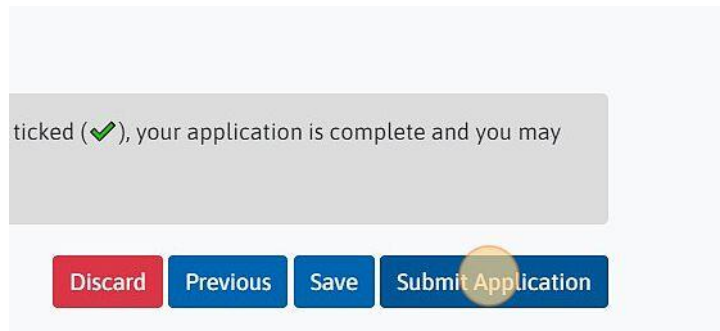 ticked (✔), your application is complete and you may
Discard Previous Save Submit Application